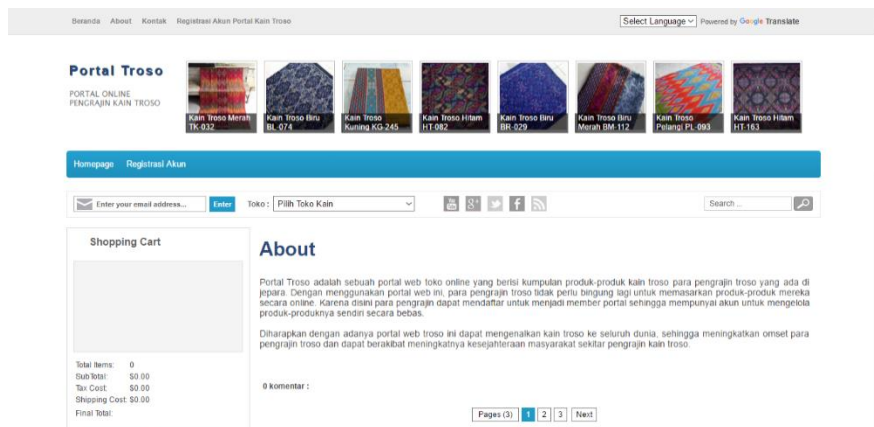 Beranda About Kontak Registrasi Akun Portal Kain Troso
Select Language Powered by Google Translate
Portal Troso
PORTAL ONLINE
PENGRAJIN KAIN TROSO
Kain Troso Merah
TK-032
Kain Troso Biru
BL-074
Kain Troso
Kuning KG-245
Kain Troso Hitam
HT-082
Kain Troso Biru
BR-029
Kain Troso Biru
Merah BM-112
Kain Troso
Pelangi PL-093
Kain Troso Hitam
HT-163
Homepage Registrasi Akun
Enter your email address... Enter Toko : Pilih Toko Kain Search ...
Shopping Cart
Total Items: 0
SubTotal: $0.00
Tax Cost: $0.00
Shipping Cost: $0.00
Final Total:
About
Portal Troso adalah sebuah portal web toko online yang berisi kumpulan produk-produk kain troso para pengrajin troso yang ada di
jepara. Dengan menggunakan portal web ini, para pengrajin troso tidak perlu bingung lagi untuk memasarkan produk-produk mereka
secara online. Karena disini para pengrajin dapat mendaftar untuk menjadi member portal sehingga mempunyai akun untuk mengelola
produk-produknya sendiri secara bebas.
Diharapkan dengan adanya portal web troso ini dapat mengenalkan kain troso ke seluruh dunia, sehingga meningkatkan omset para
pengrajin troso dan dapat berakibat meningkatnya kesejahteraan masyarakat sekitar pengrajin kain troso.
0 komentar :
Pages (3) 1 2 3 Next